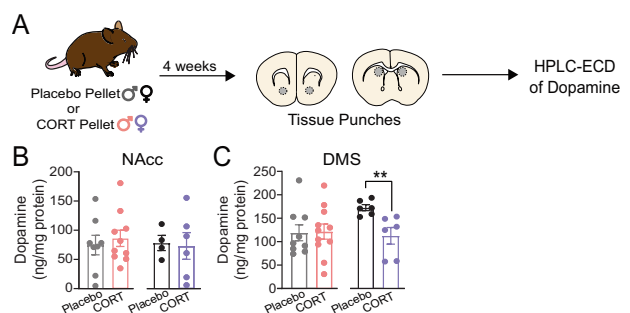 A
4 weeks
Placebo Pellet♂♀
or
CORT Pellet♂♀
Tissue Punches
HPLC-ECD
of Dopamine
B
NAcc
Dopamine
(ng/mg protein)
200
150
100
50
0
Placebo
CORT
Placebo
CORT
C
DMS
**
Dopamine
(ng/mg protein)
250
200
150
100
50
0
Placebo
CORT
Placebo
CORT